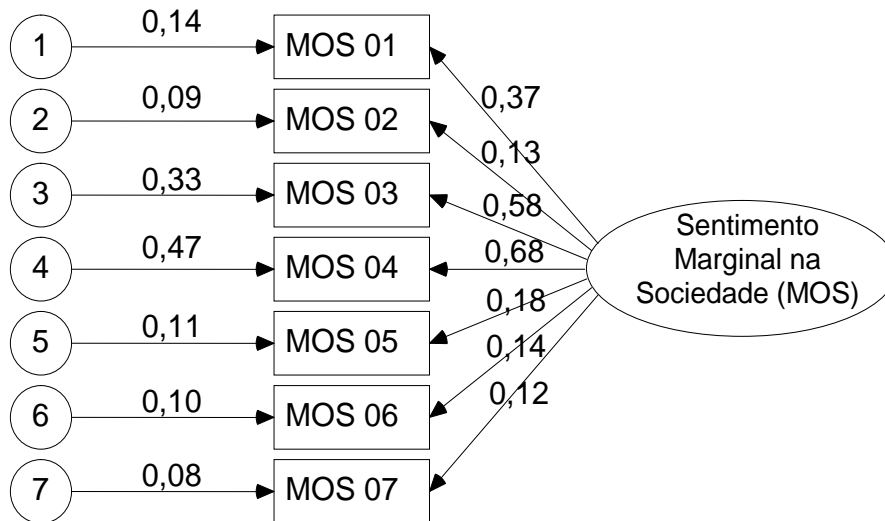 1 0,14 MOS 01
0,37
2 0,09 MOS 02
0,13
3 0,33 MOS 03
0,58
4 0,47 MOS 04
0,68
5 0,11 MOS 05
0,18
6 0,10 MOS 06
0,14
7 0,08 MOS 07
0,12
Sentimento
Marginal na
Sociedade (MOS)